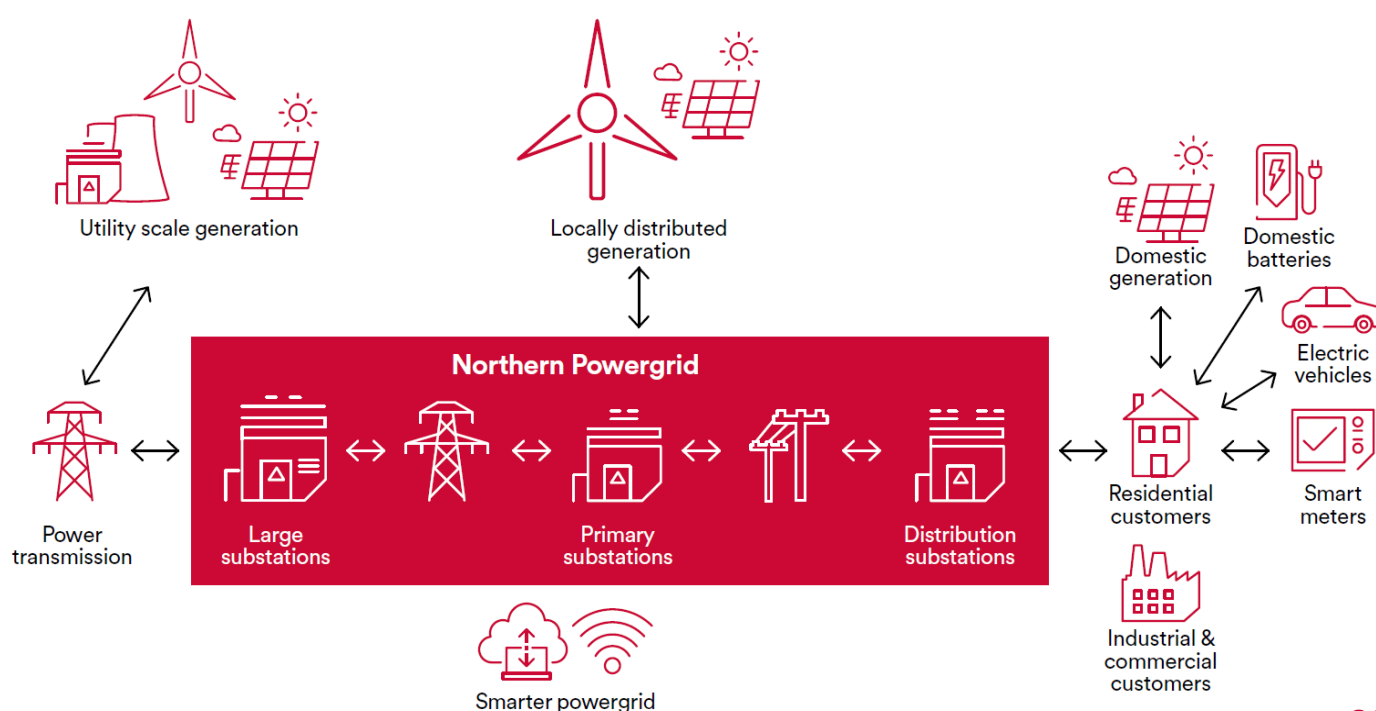 Utility scale generation
Locally distributed
generation
Domestic
generation
Domestic
batteries
Electric
vehicles
Northern Powergrid
Power
transmission
Large
substations
Primary
substations
Distribution
substations
Residential
customers
Smart
meters
Industrial &
commercial
customers
Smarter powergrid